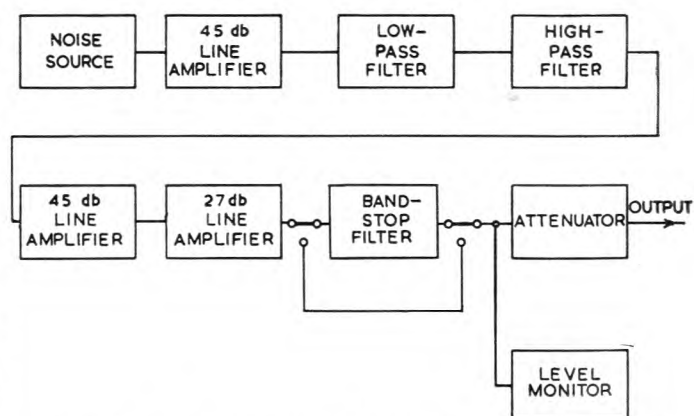 NOISE
SOURCE
45 db
LINE
AMPLIFIER
LOW-
PASS
FILTER
HIGH-
PASS
FILTER
45 db
LINE
AMPLIFIER
27db
LINE
AMPLIFIER
BAND-
STOP
FILTER
ATTENUATOR
OUTPUT
LEVEL
MONITOR